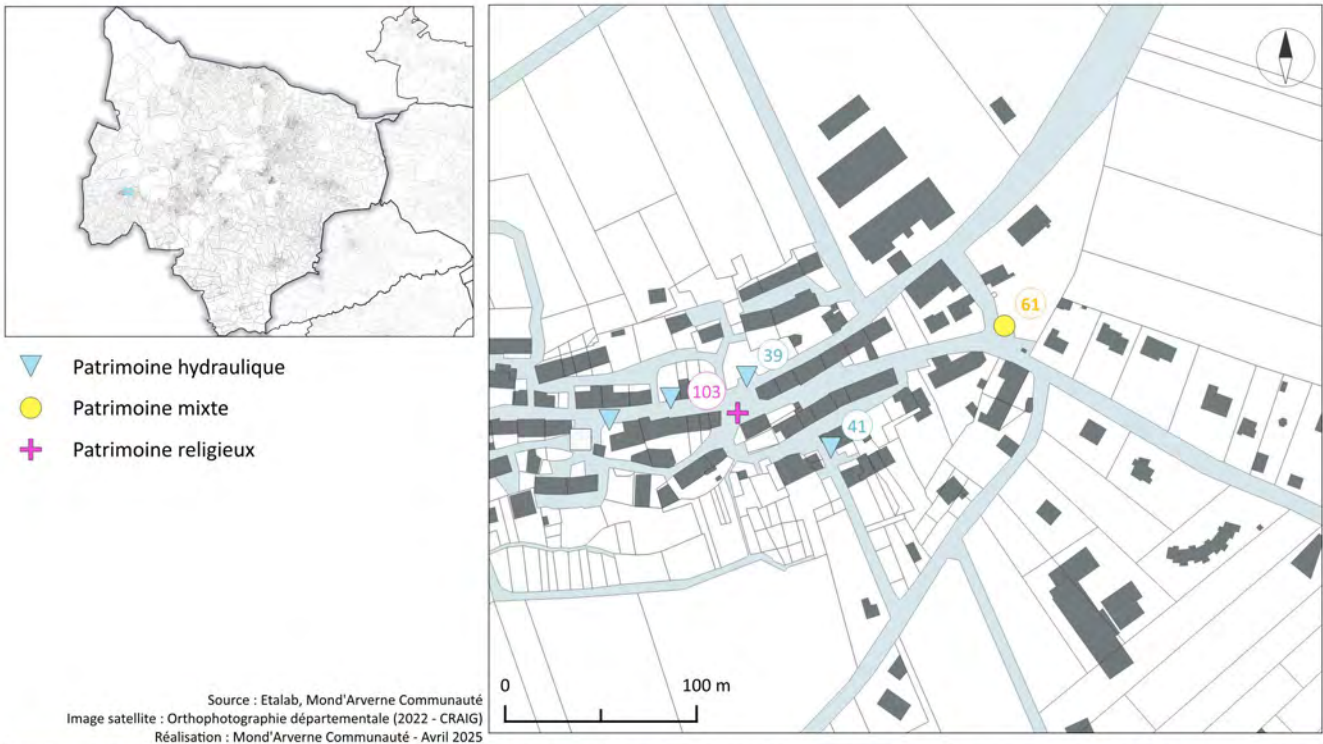 Patrimoine hydraulique
Patrimoine mixte
Patrimoine religieux
Source : Etalab, Mond'Arverne Communauté
Image satellite : Orthophotographie départementale (2022 - CRAIG)
Réalisation : Mond'Arverne Communauté - Avril 2025
61
39
103
41
0 100 m